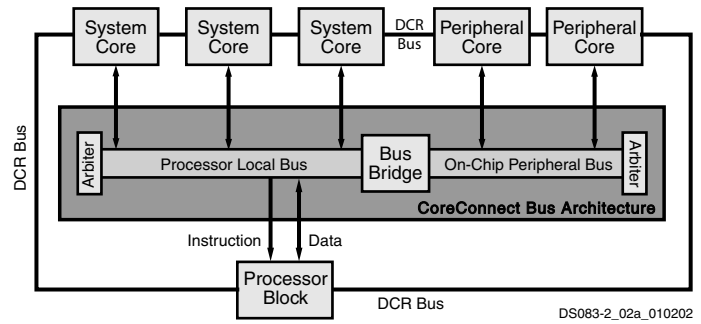 System Core
System Core
System Core
DCR Bus
Peripheral Core
Peripheral Core
DCR Bus
Arbiter
Processor Local Bus
Bus Bridge
On-Chip Peripheral Bus
Arbiter
CoreConnect Bus Architecture
Instruction
Data
Processor Block
DCR Bus
DS083-2_02a_010202